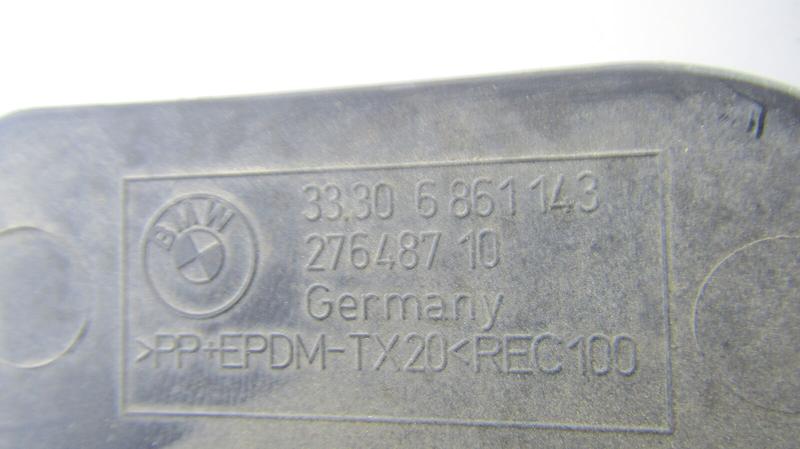 BMW
33.30 6 861 143
276487 10
Germany
>PP+EPDM-TX20<REC100